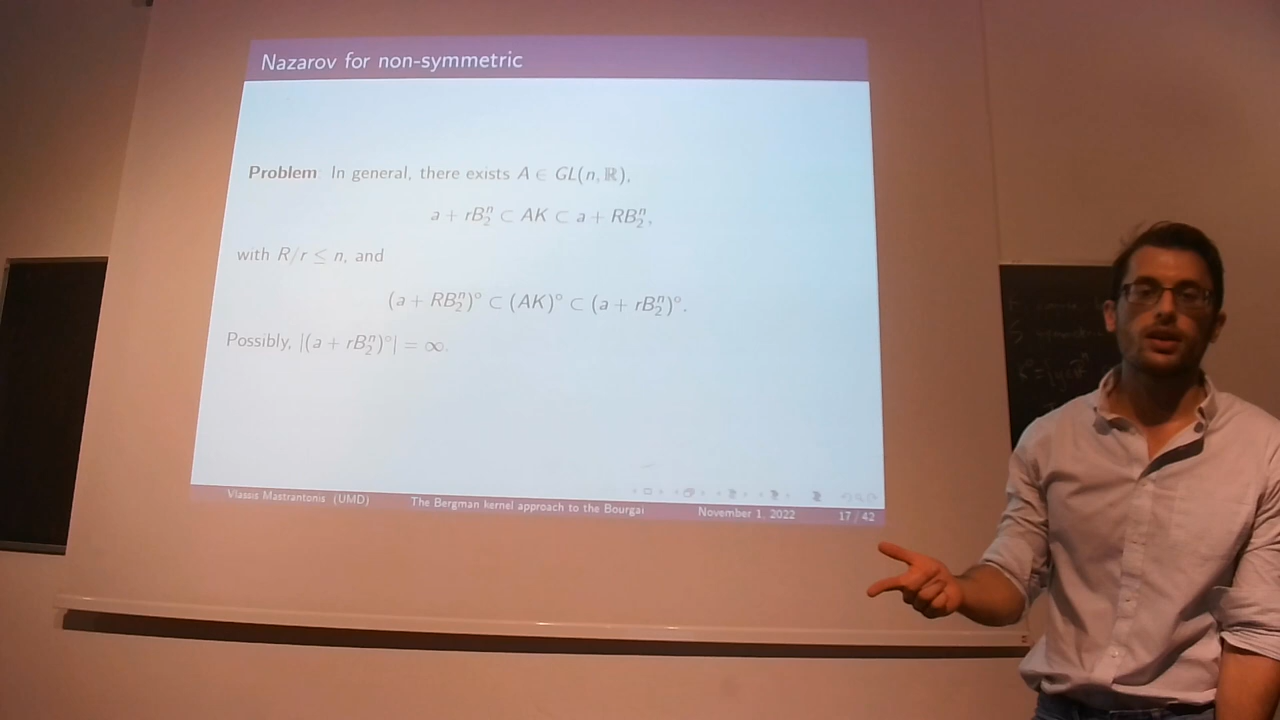 Nazarov for non-symmetric
Problem In general, there exists A ∈ GL(n, ℝ),
a + rB₂ⁿ ⊂ AK ⊂ a + RB₂ⁿ,
with R/r ≤ n, and
(a + RB₂ⁿ)° ⊂ (AK)° ⊂ (a + rB₂ⁿ)°.
Possibly, |(a + rB₂ⁿ)°| = ∞.
Vlassis Mastrantonis (UMD) The Bergman kernel approach to the Bourgai November 1, 2022 17 / 42